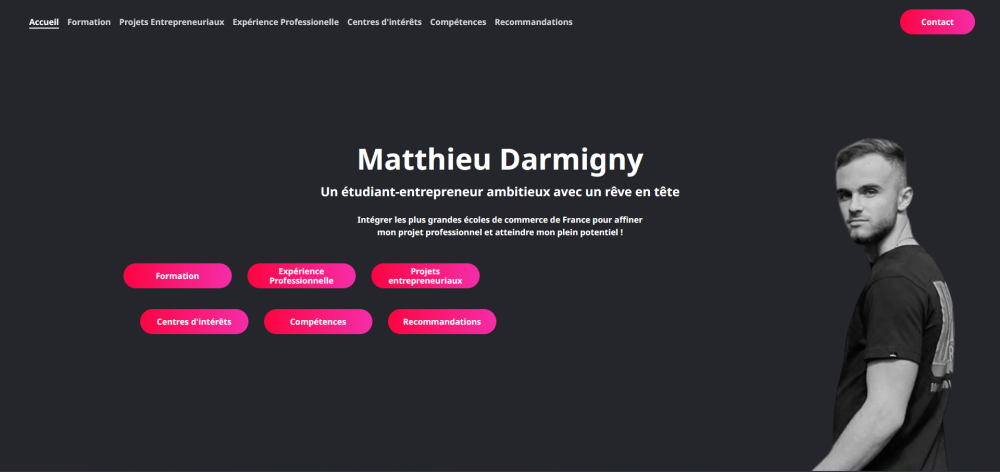 Accueil Formation Projets Entrepreneuriaux Expérience Professionelle Centres d'intérêts Compétences Recommandations Contact
Matthieu Darmigny
Un étudiant-entrepreneur ambitieux avec un rêve en tête
Intégrer les plus grandes écoles de commerce de France pour affiner
mon projet professionnel et atteindre mon plein potentiel !
Formation
Expérience
Professionnelle
Projets
entrepreneuriaux
Centres d'intérêts
Compétences
Recommandations